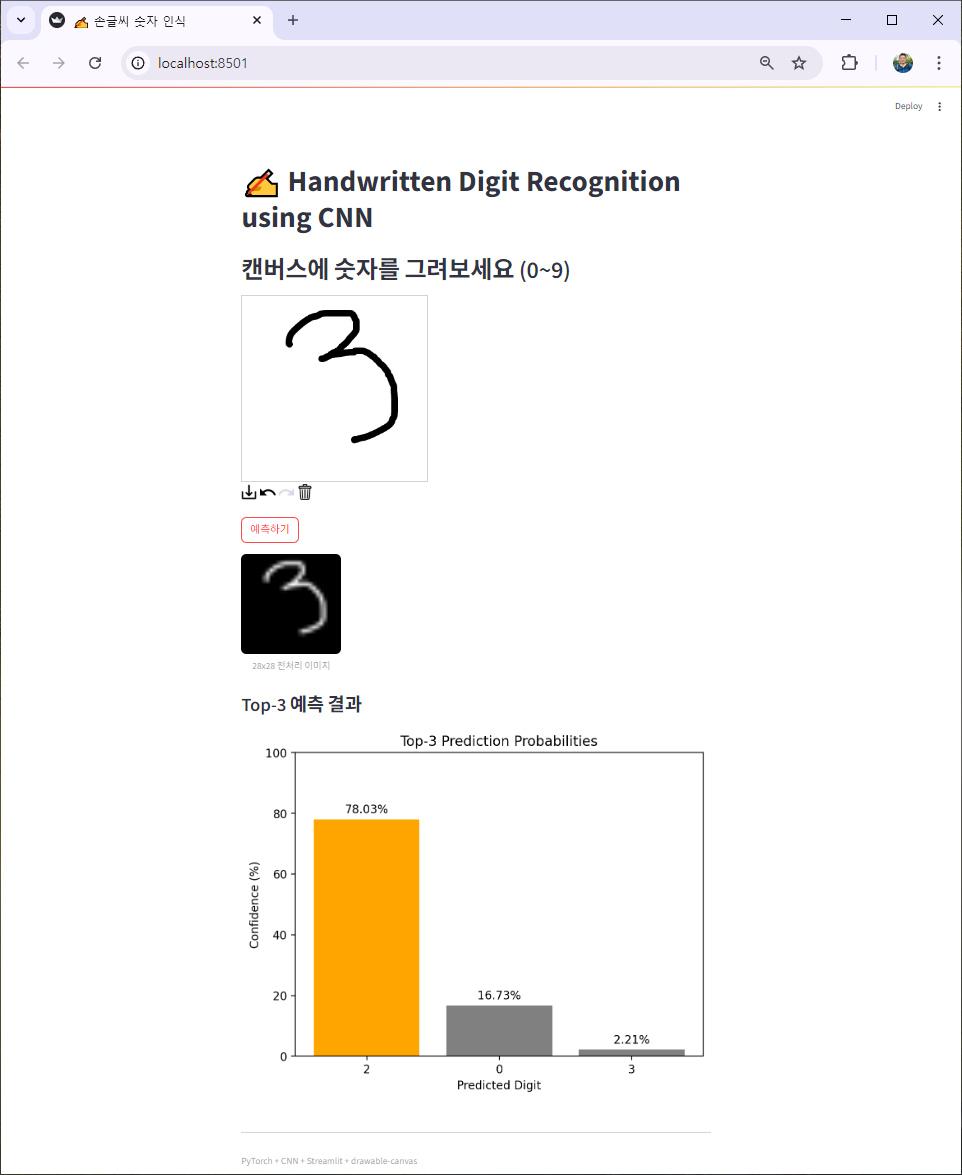 ✍ 손글씨 숫자 인식
localhost:8501
Deploy
✍ Handwritten Digit Recognition
using CNN
캔버스에 숫자를 그려보세요 (0~9)
3
예측하기
3
28x28 전처리 이미지
Top-3 예측 결과
Top-3 Prediction Probabilities
100
80
60
40
20
0
Confidence (%)
78.03%
16.73%
2.21%
2
0
3
Predicted Digit
PyTorch + CNN + Streamlit + drawable-canvas